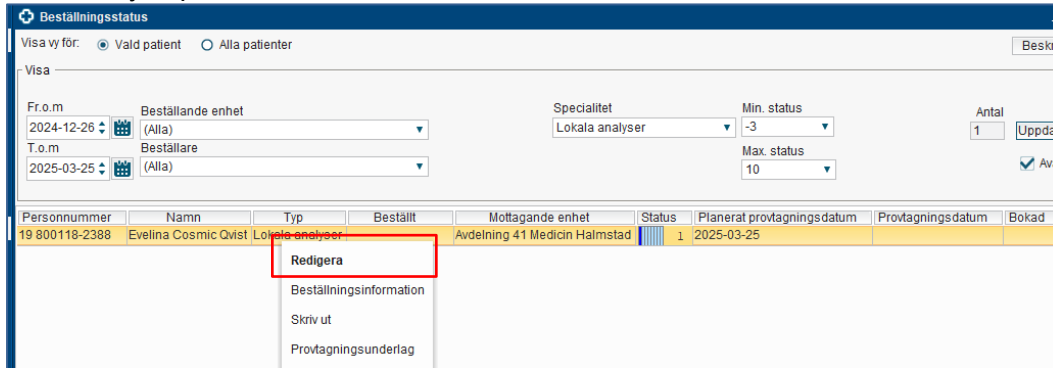 Beställningsstatus
Visa vy för: Vald patient Alla patienter
Visa
Fr.o.m Beställande enhet Specialitet Min. status Antal
2024-12-26 (Alla) Lokala analyser -3 1
T.o.m Beställare Max. status
2025-03-25 (Alla) 10
Personnummer Namn Typ Beställt Mottagande enhet Status Planerat provtagningsdatum Provtagningsdatum Bokad
19 800118-2388 Evelina Cosmic Qvist Lokala analyser Avdelning 41 Medicin Halmstad 1 2025-03-25
Redigera
Beställningsinformation
Skriv ut
Provtagningsunderlag